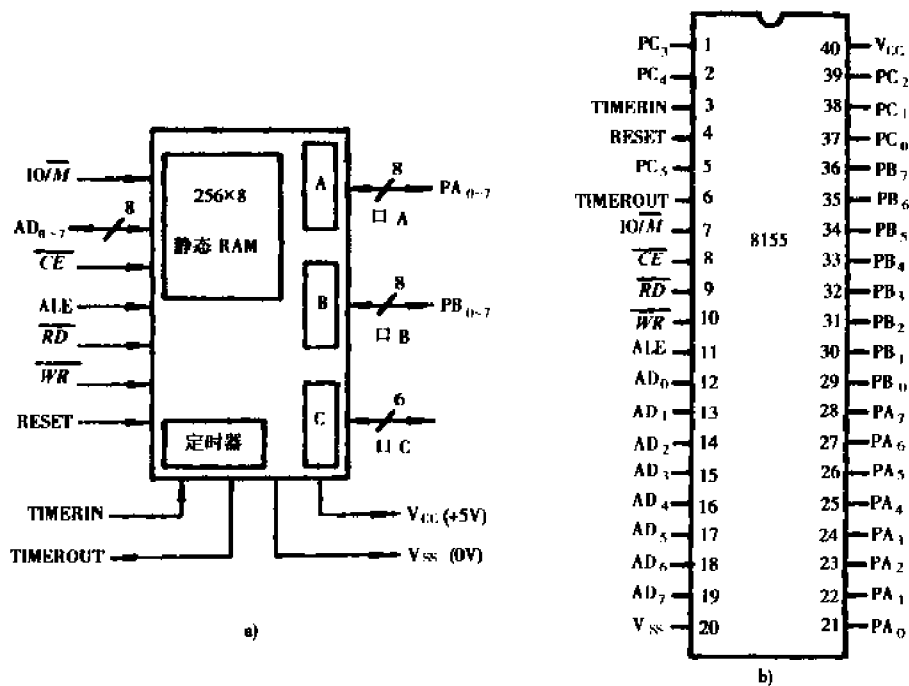 IO/M̅
AD₀~₇
8
C̅E̅
ALE
R̅D̅
W̅R̅
RESET
256×8
静态 RAM
定时器
A
8
口 A
PA₀~₇
B
8
口 B
PB₀~₇
C
6
口 C
TIMERIN
TIMEROUT
V_CC (+5V)
V_SS (0V)
a)
PC₃ 1
PC₄ 2
TIMERIN 3
RESET 4
PC₅ 5
TIMEROUT 6
IO/M̅ 7
C̅E̅ 8
R̅D̅ 9
W̅R̅ 10
ALE 11
AD₀ 12
AD₁ 13
AD₂ 14
AD₃ 15
AD₄ 16
AD₅ 17
AD₆ 18
AD₇ 19
V_SS 20
8155
40 V_CC
39 PC₂
38 PC₁
37 PC₀
36 PB₇
35 PB₆
34 PB₅
33 PB₄
32 PB₃
31 PB₂
30 PB₁
29 PB₀
28 PA₇
27 PA₆
26 PA₅
25 PA₄
24 PA₃
23 PA₂
22 PA₁
21 PA₀
b)